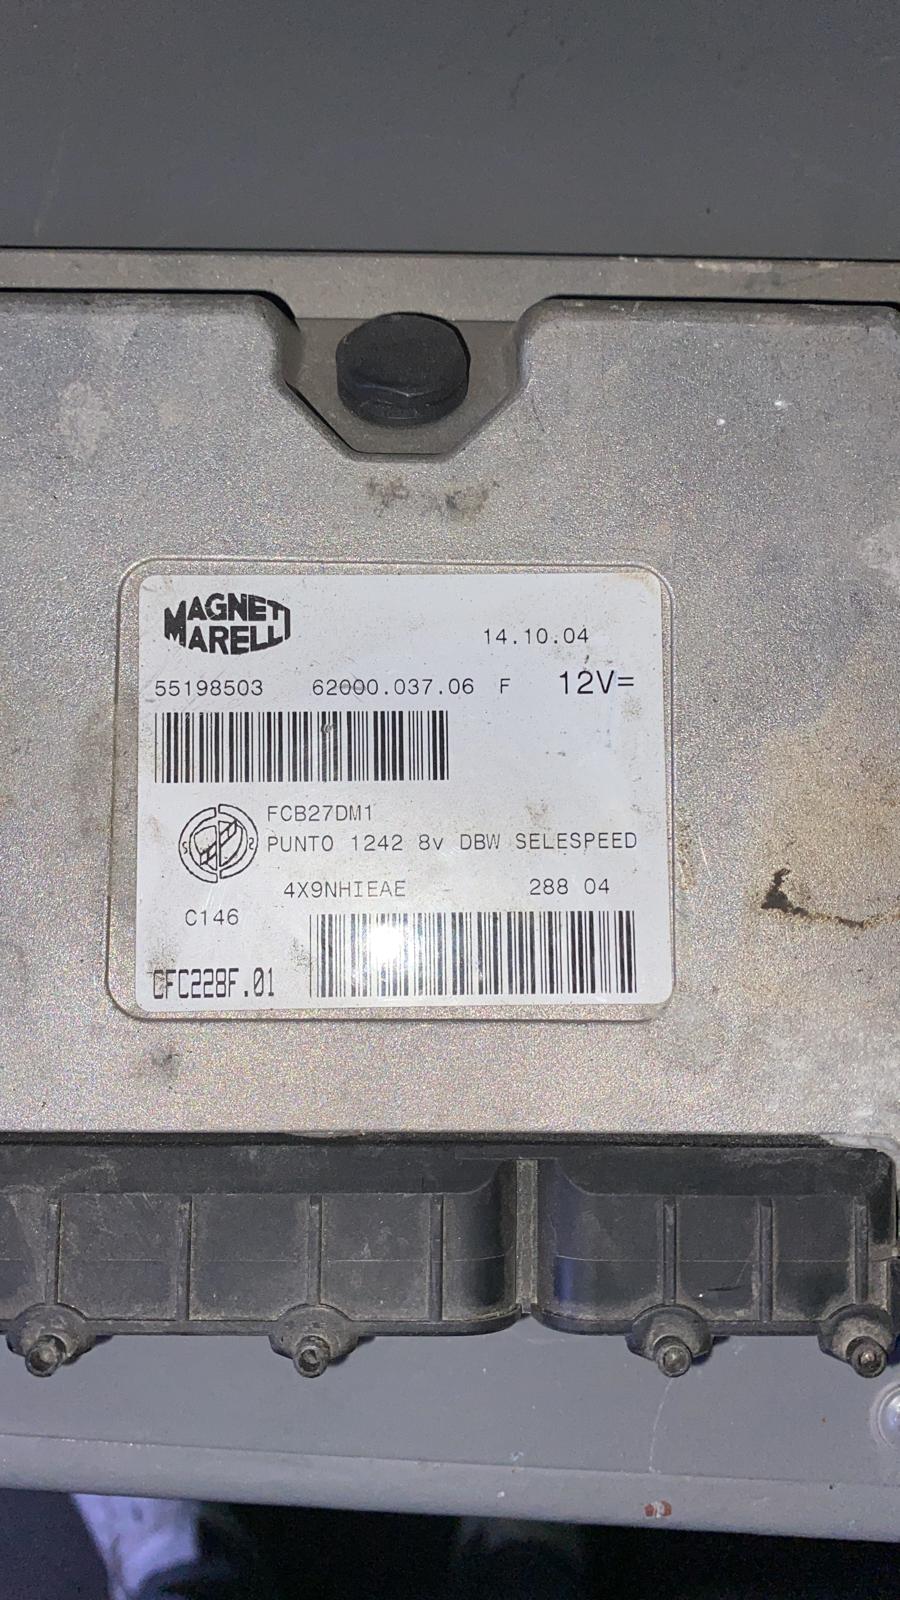 MAGNETI
MARELLI
14.10.04
55198503 62000.037.06 F 12V=
FCB27DM1
PUNTO 1242 8v DBW SELESPEED
4X9NHIEAE 288 04
C146
CFC228F.01